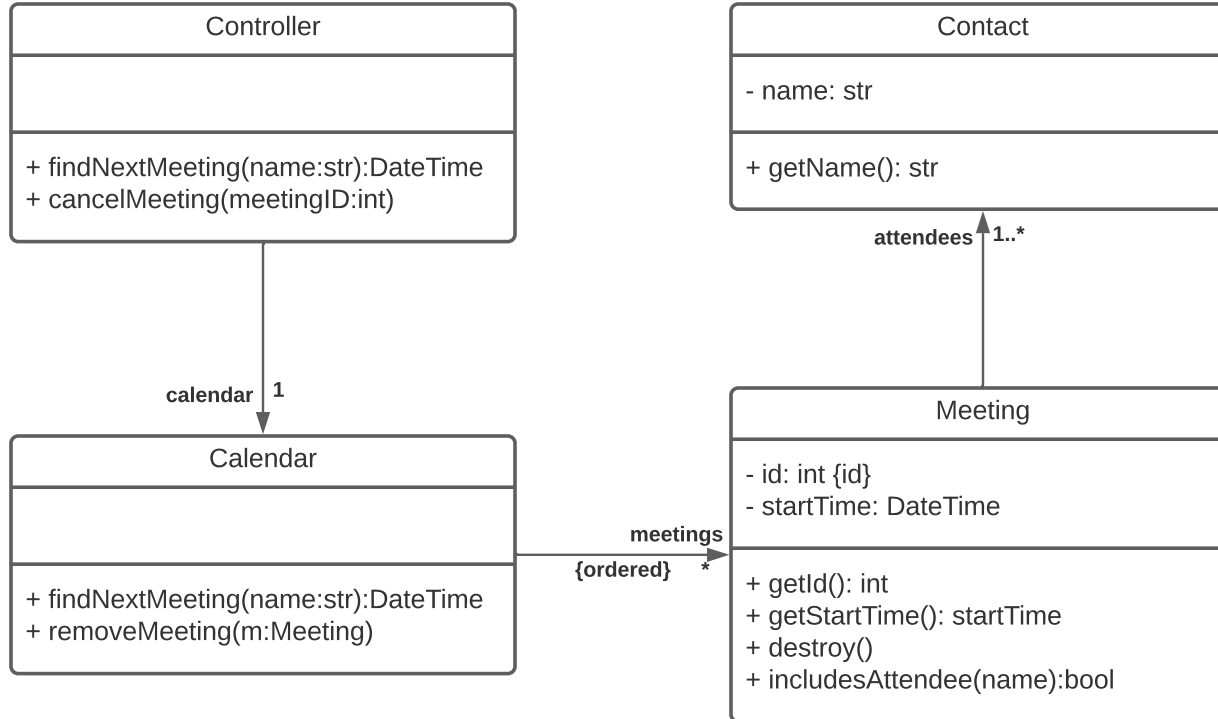 Controller
+ findNextMeeting(name:str):DateTime
+ cancelMeeting(meetingID:int)
Contact
- name: str
+ getName(): str
attendees 1..*
calendar 1
Calendar
+ findNextMeeting(name:str):DateTime
+ removeMeeting(m:Meeting)
meetings
{ordered} *
Meeting
- id: int {id}
- startTime: DateTime
+ getId(): int
+ getStartTime(): startTime
+ destroy()
+ includesAttendee(name):bool